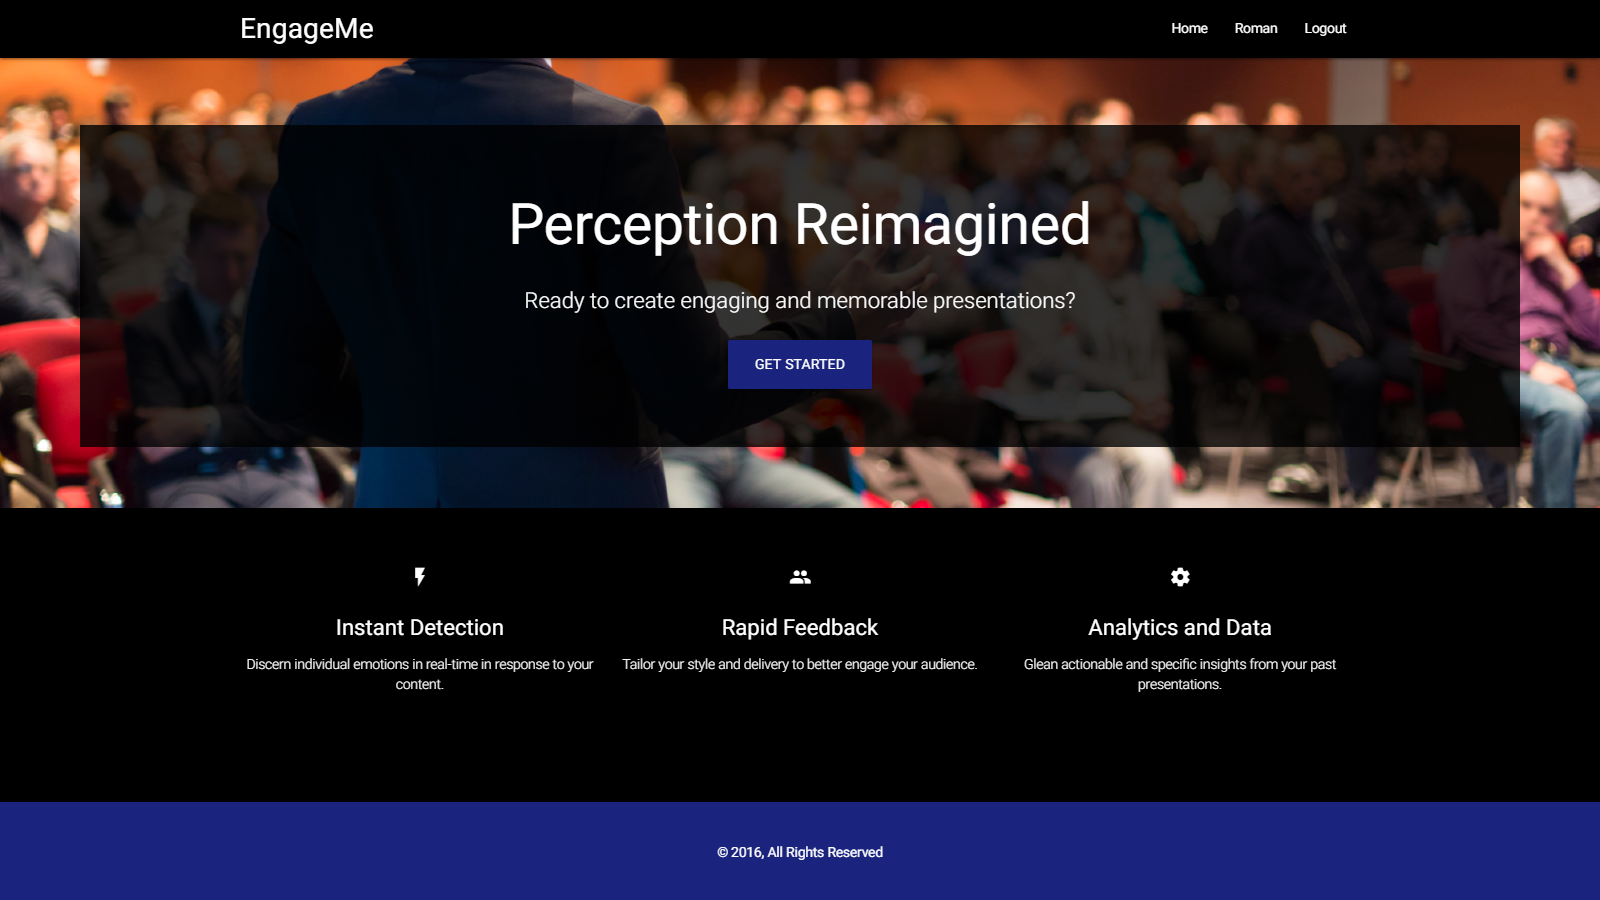 EngageMe
Home Roman Logout
Perception Reimagined
Ready to create engaging and memorable presentations?
GET STARTED
Instant Detection
Discern individual emotions in real-time in response to your
content.
Rapid Feedback
Tailor your style and delivery to better engage your audience.
Analytics and Data
Glean actionable and specific insights from your past
presentations.
© 2016, All Rights Reserved